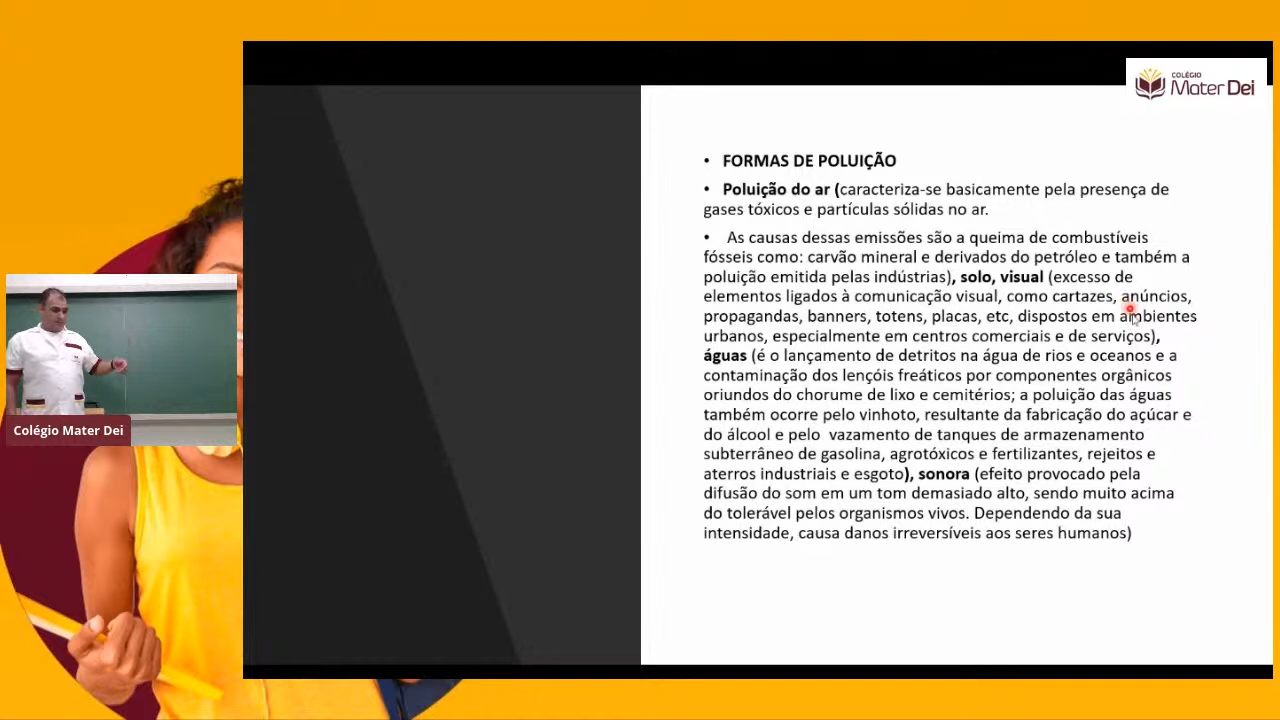 COLÉGIO
Mater Dei
• FORMAS DE POLUIÇÃO
• Poluição do ar (caracteriza-se basicamente pela presença de
gases tóxicos e partículas sólidas no ar.
• As causas dessas emissões são a queima de combustíveis
fósseis como: carvão mineral e derivados do petróleo e também a
poluição emitida pelas indústrias), solo, visual (excesso de
elementos ligados à comunicação visual, como cartazes, anúncios,
propagandas, banners, totens, placas, etc, dispostos em ambientes
urbanos, especialmente em centros comerciais e de serviços),
águas (é o lançamento de detritos na água de rios e oceanos e a
contaminação dos lençóis freáticos por componentes orgânicos
oriundos do chorume de lixo e cemitérios; a poluição das águas
também ocorre pelo vinhoto, resultante da fabricação do açúcar e
do álcool e pelo vazamento de tanques de armazenamento
subterrâneo de gasolina, agrotóxicos e fertilizantes, rejeitos e
aterros industriais e esgoto), sonora (efeito provocado pela
difusão do som em um tom demasiado alto, sendo muito acima
do tolerável pelos organismos vivos. Dependendo da sua
intensidade, causa danos irreversíveis aos seres humanos)
Colégio Mater Dei